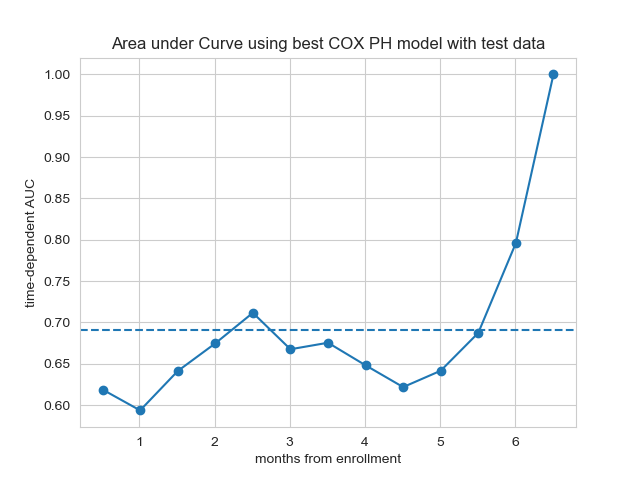 Area under Curve using best COX PH model with test data
time-dependent AUC
1.00
0.95
0.90
0.85
0.80
0.75
0.70
0.65
0.60
1 2 3 4 5 6
months from enrollment